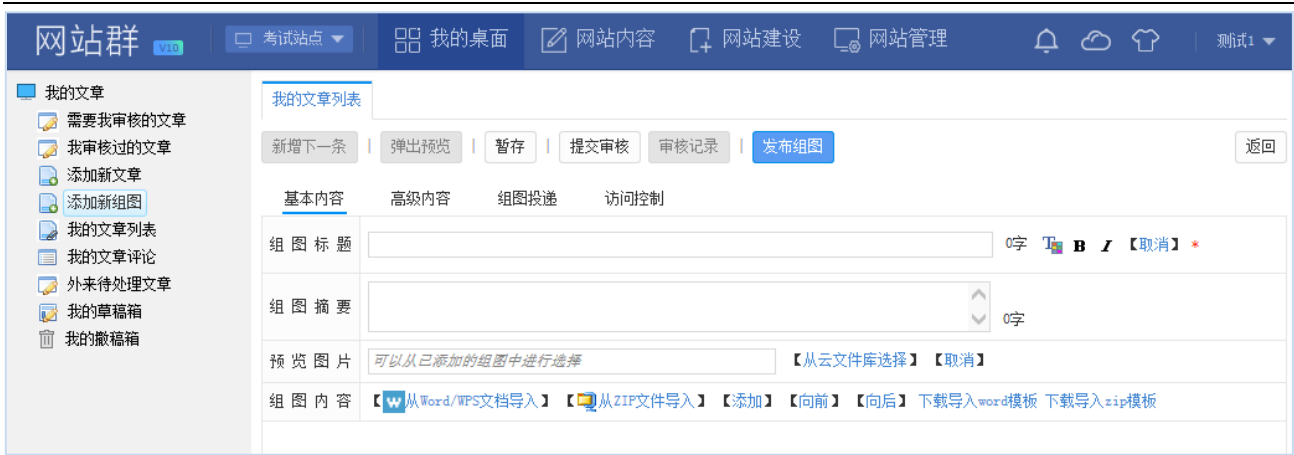 网站群 V10 考试站点 我的桌面 网站内容 网站建设 网站管理 测试1
我的文章
需要我审核的文章
我审核过的文章
添加新文章
添加新组图
我的文章列表
我的文章评论
外来待处理文章
我的草稿箱
我的撤稿箱
我的文章列表
新增下一条 | 弹出预览 | 暂存 | 提交审核 审核记录 | 发布组图 返回
基本内容 高级内容 组图投递 访问控制
组图标题 0字 T B I 【取消】 *
组图摘要 0字
预览图片 可以从已添加的组图中进行选择 【从云文件库选择】 【取消】
组图内容 【W从Word/WPS文档导入】 【从ZIP文件导入】 【添加】 【向前】 【向后】 下载导入word模板 下载导入zip模板